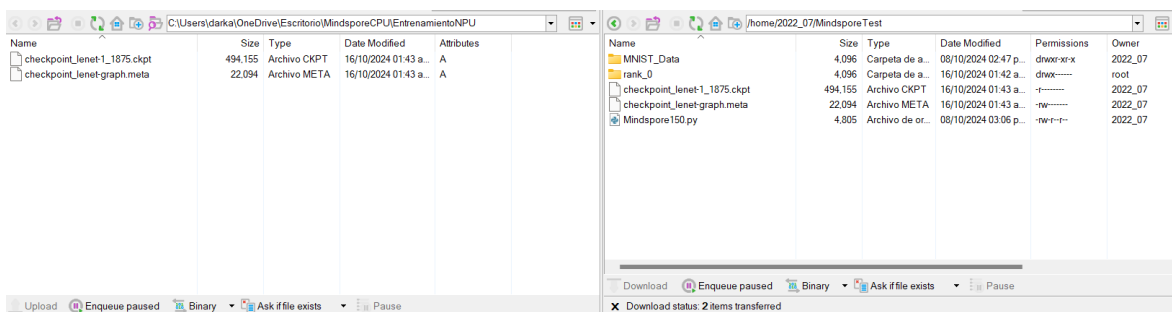 C:\Users\darka\OneDrive\Escritorio\MindsporeCPU\EntrenamientoNPU
Name Size Type Date Modified Attributes
checkpoint_lenet-1_1875.ckpt 494,155 Archivo CKPT 16/10/2024 01:43 a... A
checkpoint_lenet-graph.meta 22,094 Archivo META 16/10/2024 01:43 a... A
Upload Enqueue paused Binary Ask if file exists Pause
/home/2022_07/MindsporeTest
Name Size Type Date Modified Permissions Owner
MNIST_Data 4,096 Carpeta de a... 08/10/2024 02:47 p... drwxr-xr-x 2022_07
rank_0 4,096 Carpeta de a... 16/10/2024 01:42 a... drwx------ root
checkpoint_lenet-1_1875.ckpt 494,155 Archivo CKPT 16/10/2024 01:43 a... -r-------- 2022_07
checkpoint_lenet-graph.meta 22,094 Archivo META 16/10/2024 01:43 a... -rw------- 2022_07
Mindspore150.py 4,805 Archivo de or... 08/10/2024 03:06 p... -rw-r--r-- 2022_07
Download Enqueue paused Binary Ask if file exists Pause
X Download status: 2 items transferred